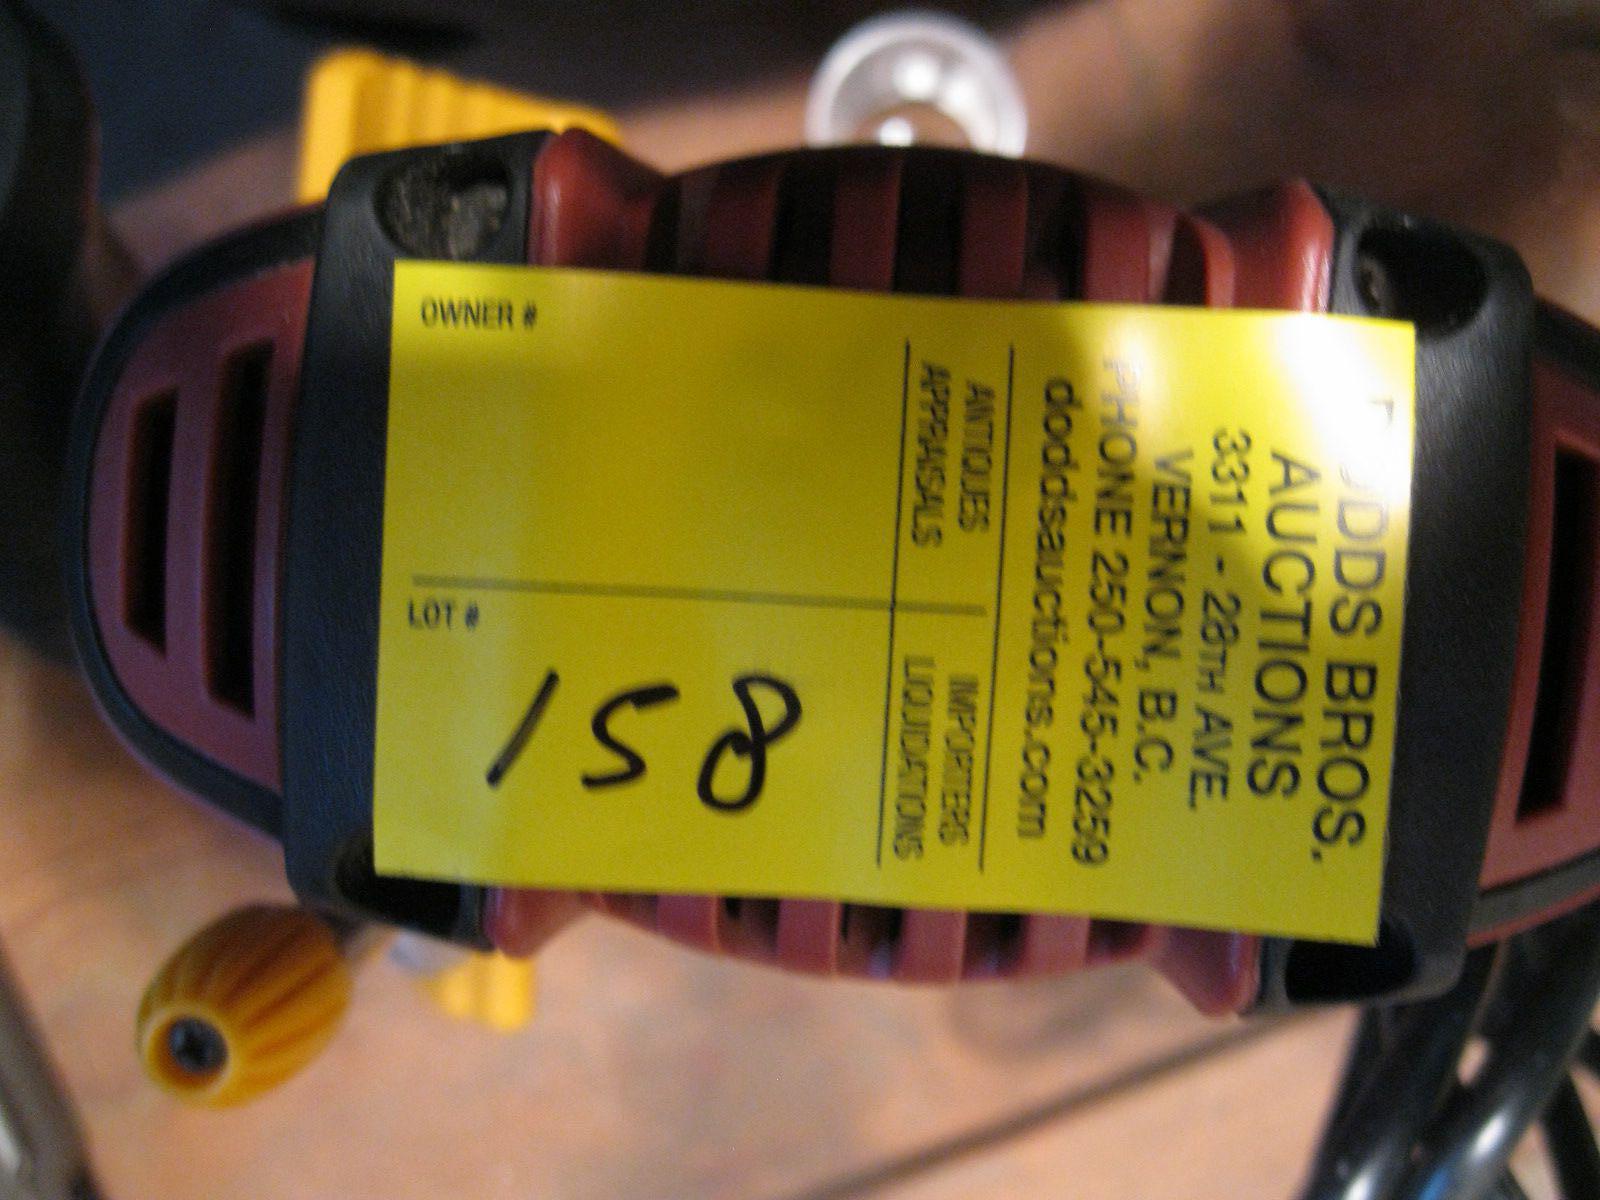 DODDS BROS.
AUCTIONS
3311 - 28TH AVE.
VERNON, B.C.
PHONE 250-545-3259
doddsauctions.com
ANTIQUES IMPORTERS
APPRAISALS LIQUIDATIONS
OWNER #
LOT #
158